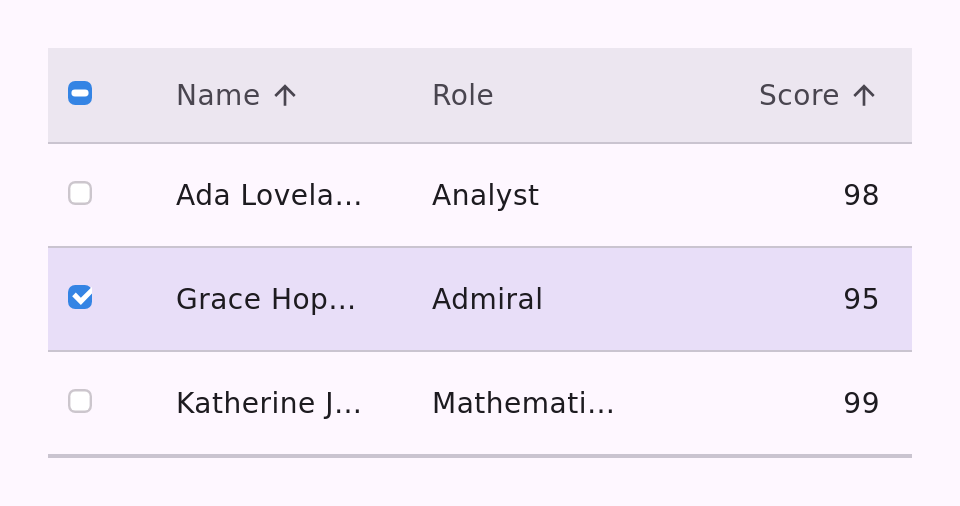 Name Role Score
Ada Lovela... Analyst 98
Grace Hop... Admiral 95
Katherine J... Mathemati... 99